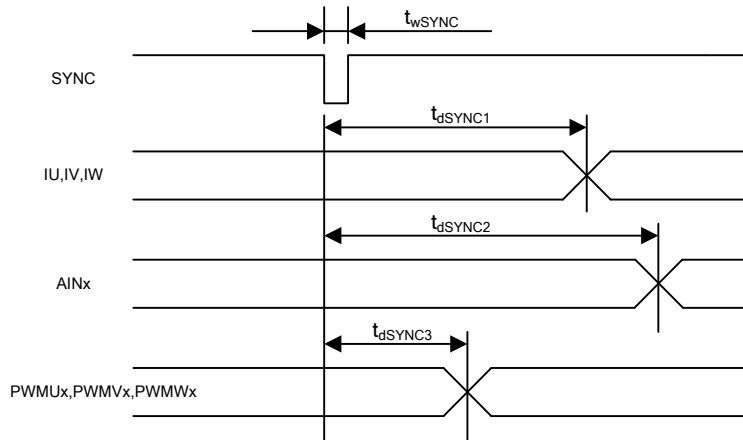 twSYNC
SYNC
tdSYNC1
IU,IV,IW
tdSYNC2
AINx
tdSYNC3
PWMUx,PWMVx,PWMWx